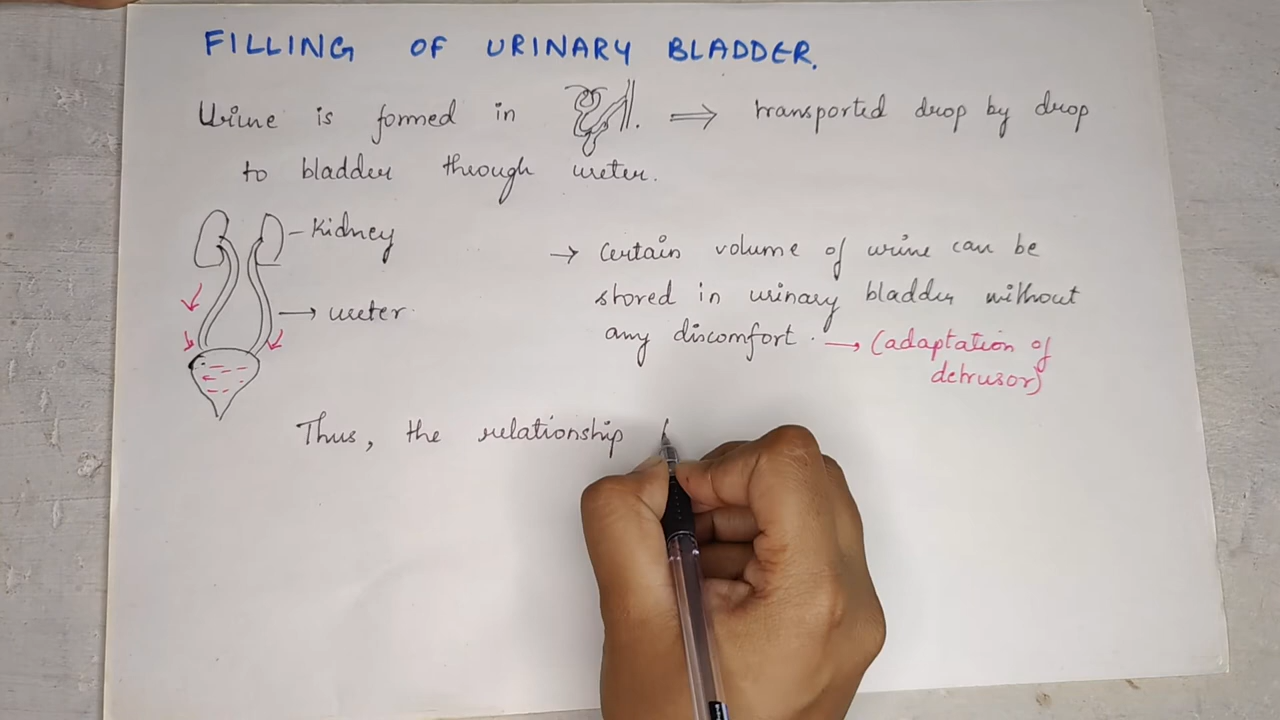 FILLING OF URINARY BLADDER.
Urine is formed in . ⇒ transported drop by drop
to bladder through ureter.
– Kidney
→ ureter
→ Certain volume of urine can be
stored in urinary bladder without
any discomfort. → (adaptation of
detrusor)
Thus, the relationship